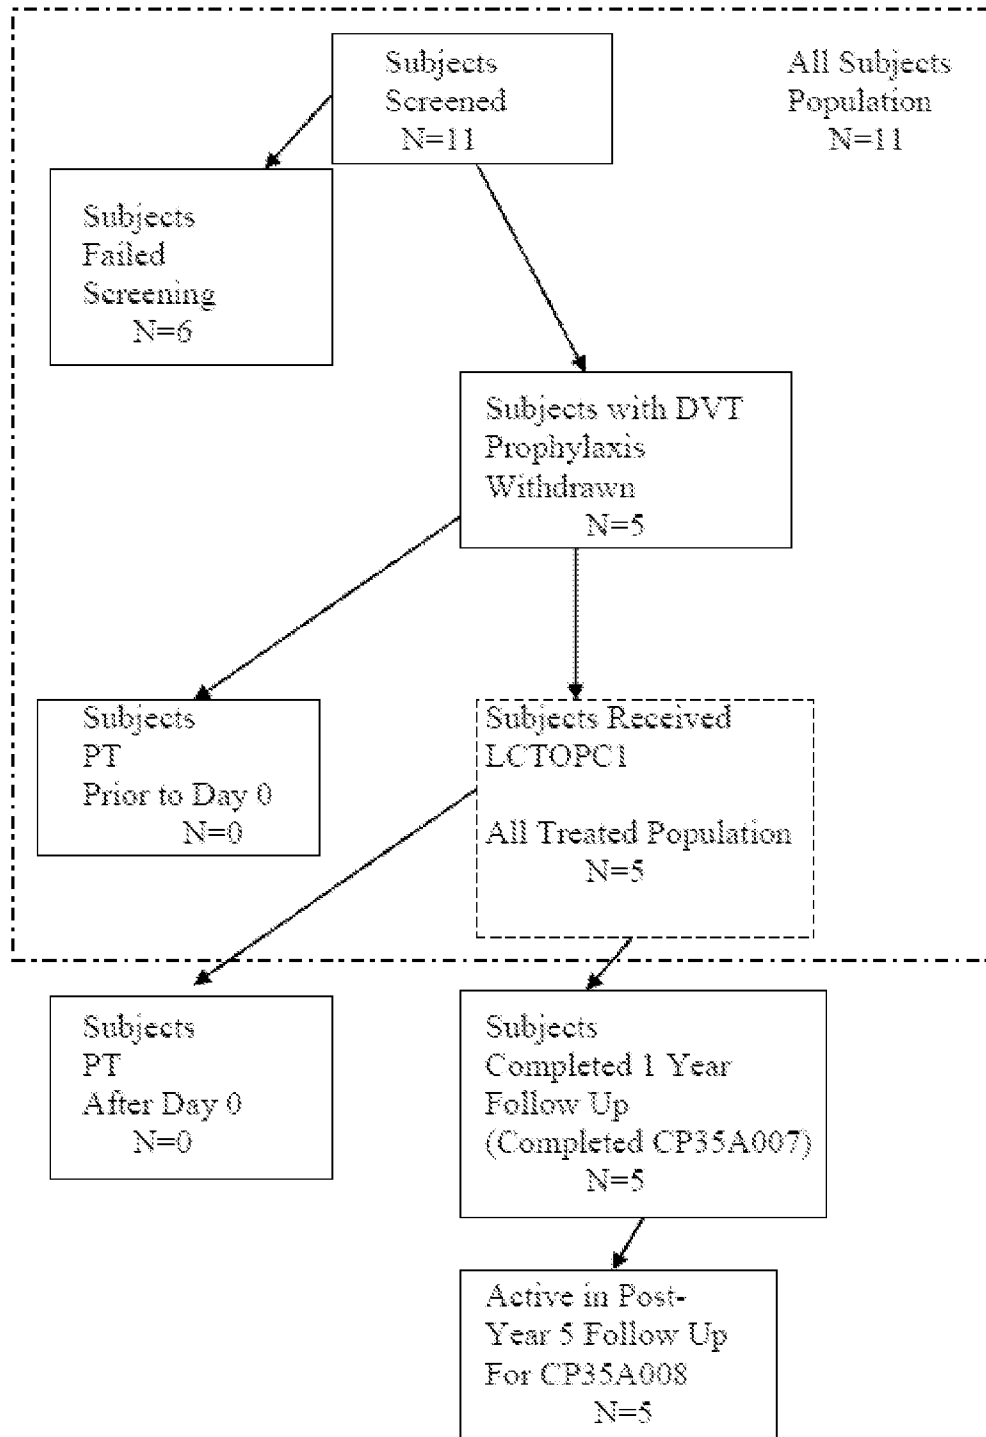 Subjects
Screened
N=11
All Subjects
Population
N=11
Subjects
Failed
Screening
N=6
Subjects with DVT
Prophylaxis
Withdrawn
N=5
Subjects
PT
Prior to Day 0
N=0
Subjects Received
LCTOPC1
All Treated Population
N=5
Subjects
PT
After Day 0
N=0
Subjects
Completed 1 Year
Follow Up
(Completed CP35A007)
N=5
Active in Post-
Year 5 Follow Up
For CP35A008
N=5